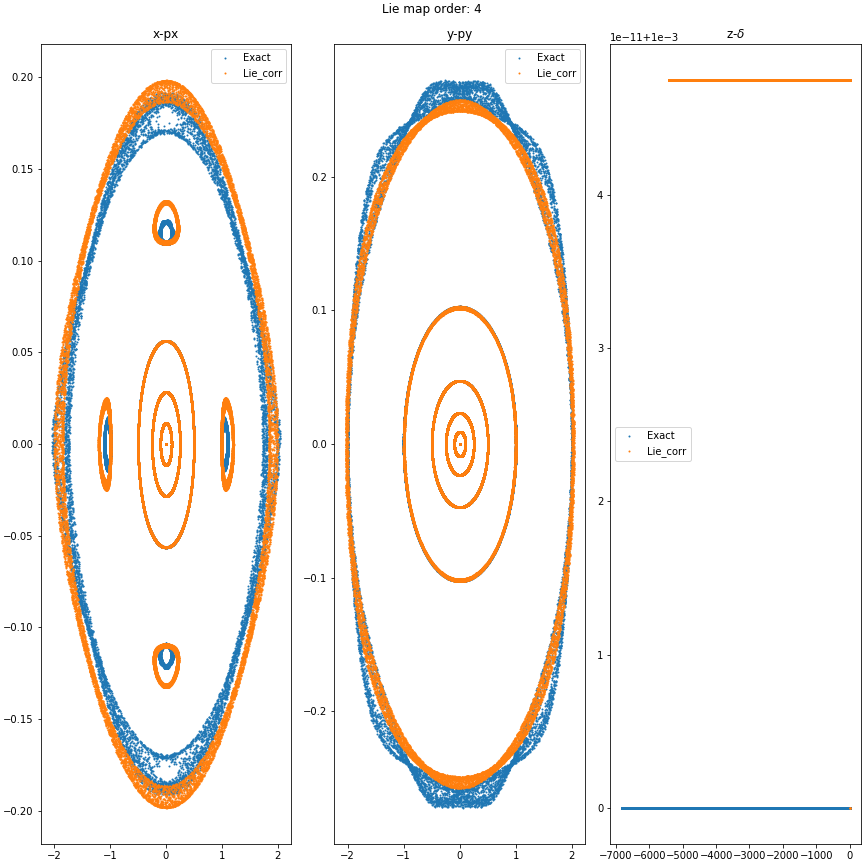 Lie map order: 4
x-px
Exact
Lie_corr
0.20
0.15
0.10
0.05
0.00
−0.05
−0.10
−0.15
−0.20
−2 −1 0 1 2
y-py
Exact
Lie_corr
0.2
0.1
0.0
−0.1
−0.2
−2 −1 0 1 2
1e−11+1e−3
z-δ
4
3
Exact
Lie_corr
2
1
0
−7000 −6000 −5000 −4000 −3000 −2000 −1000 0